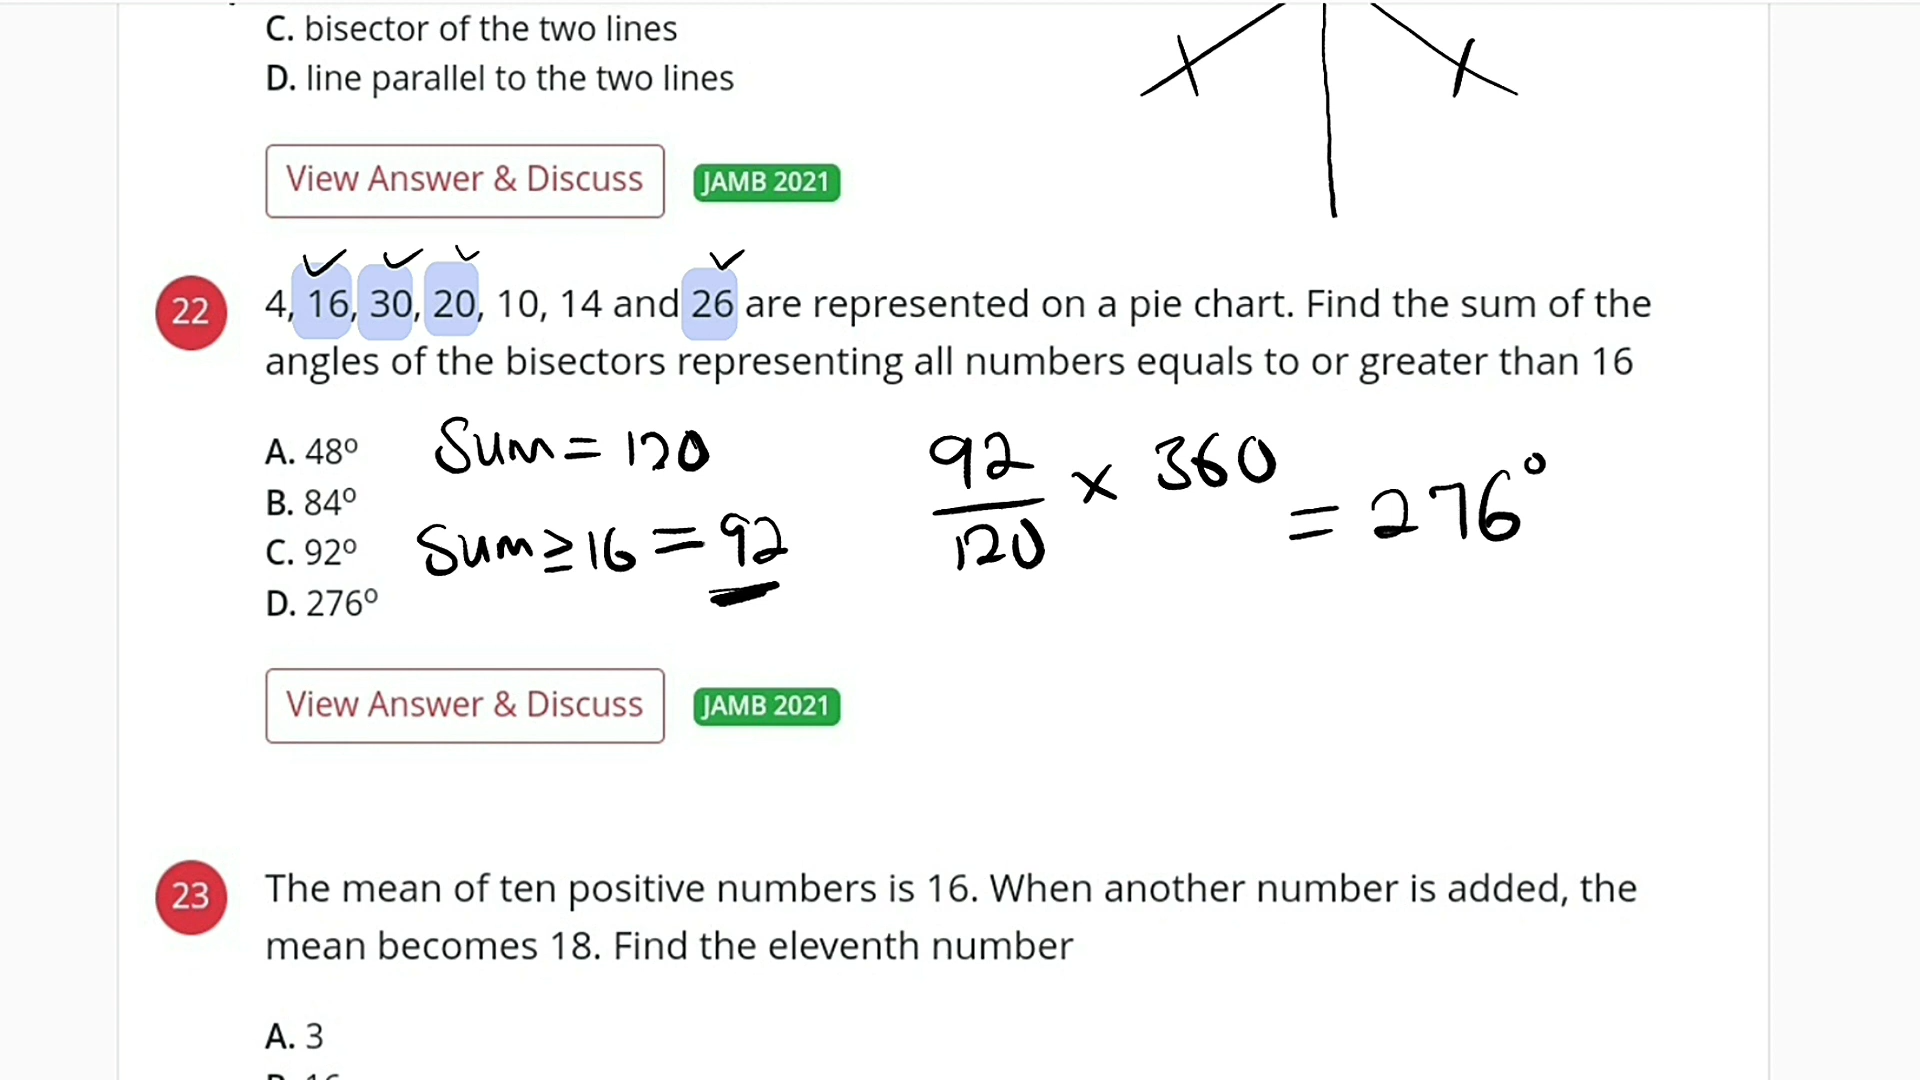 C. bisector of the two lines
D. line parallel to the two lines
View Answer & Discuss JAMB 2021
22 4, 16, 30, 20, 10, 14 and 26 are represented on a pie chart. Find the sum of the
angles of the bisectors representing all numbers equals to or greater than 16
A. 48º Sum = 120 92/120 × 360 = 276°
B. 84º
C. 92º Sum ≥ 16 = 92
D. 276º
View Answer & Discuss JAMB 2021
23 The mean of ten positive numbers is 16. When another number is added, the
mean becomes 18. Find the eleventh number
A. 3